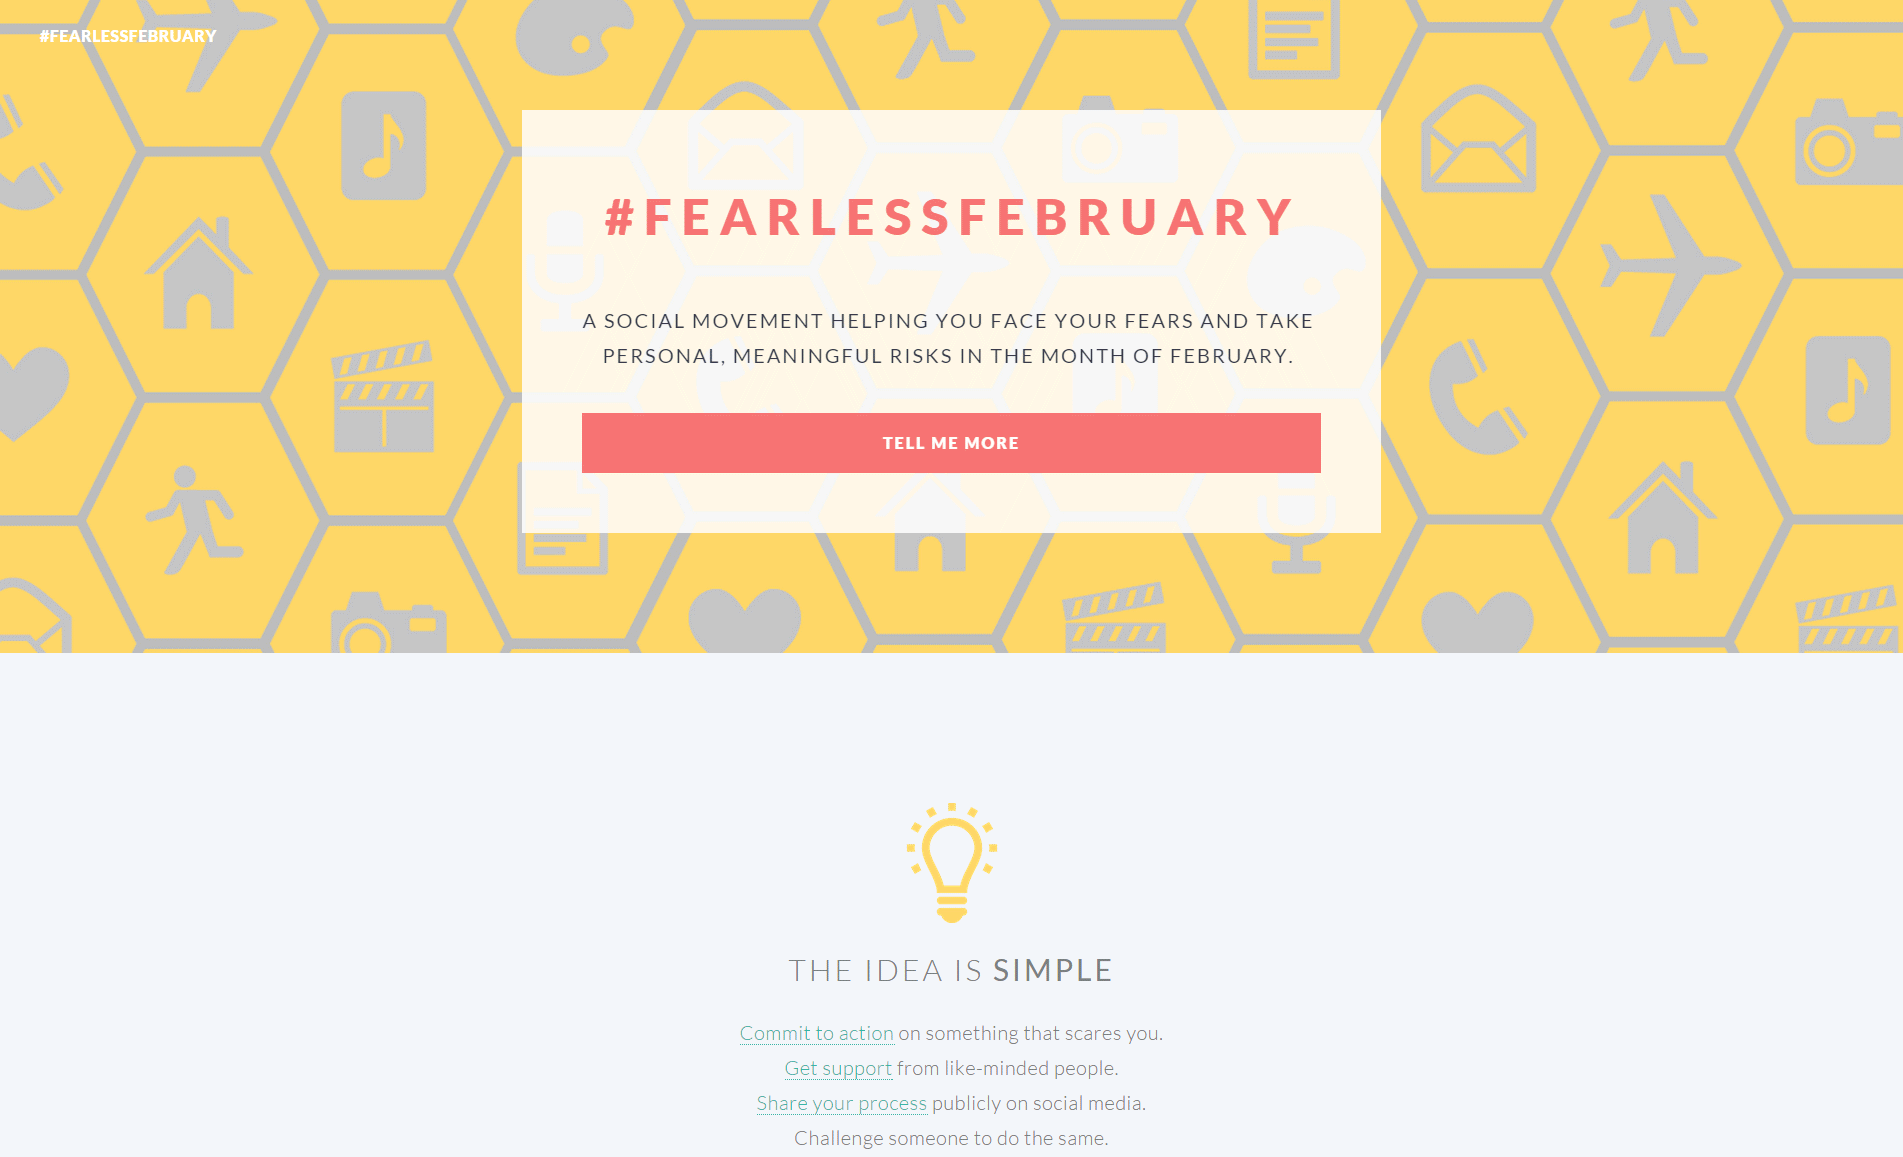 #FEARLESSFEBRUARY
#FEARLESSFEBRUARY
A SOCIAL MOVEMENT HELPING YOU FACE YOUR FEARS AND TAKE
PERSONAL, MEANINGFUL RISKS IN THE MONTH OF FEBRUARY.
TELL ME MORE
THE IDEA IS SIMPLE
Commit to action on something that scares you.
Get support from like-minded people.
Share your process publicly on social media.
Challenge someone to do the same.